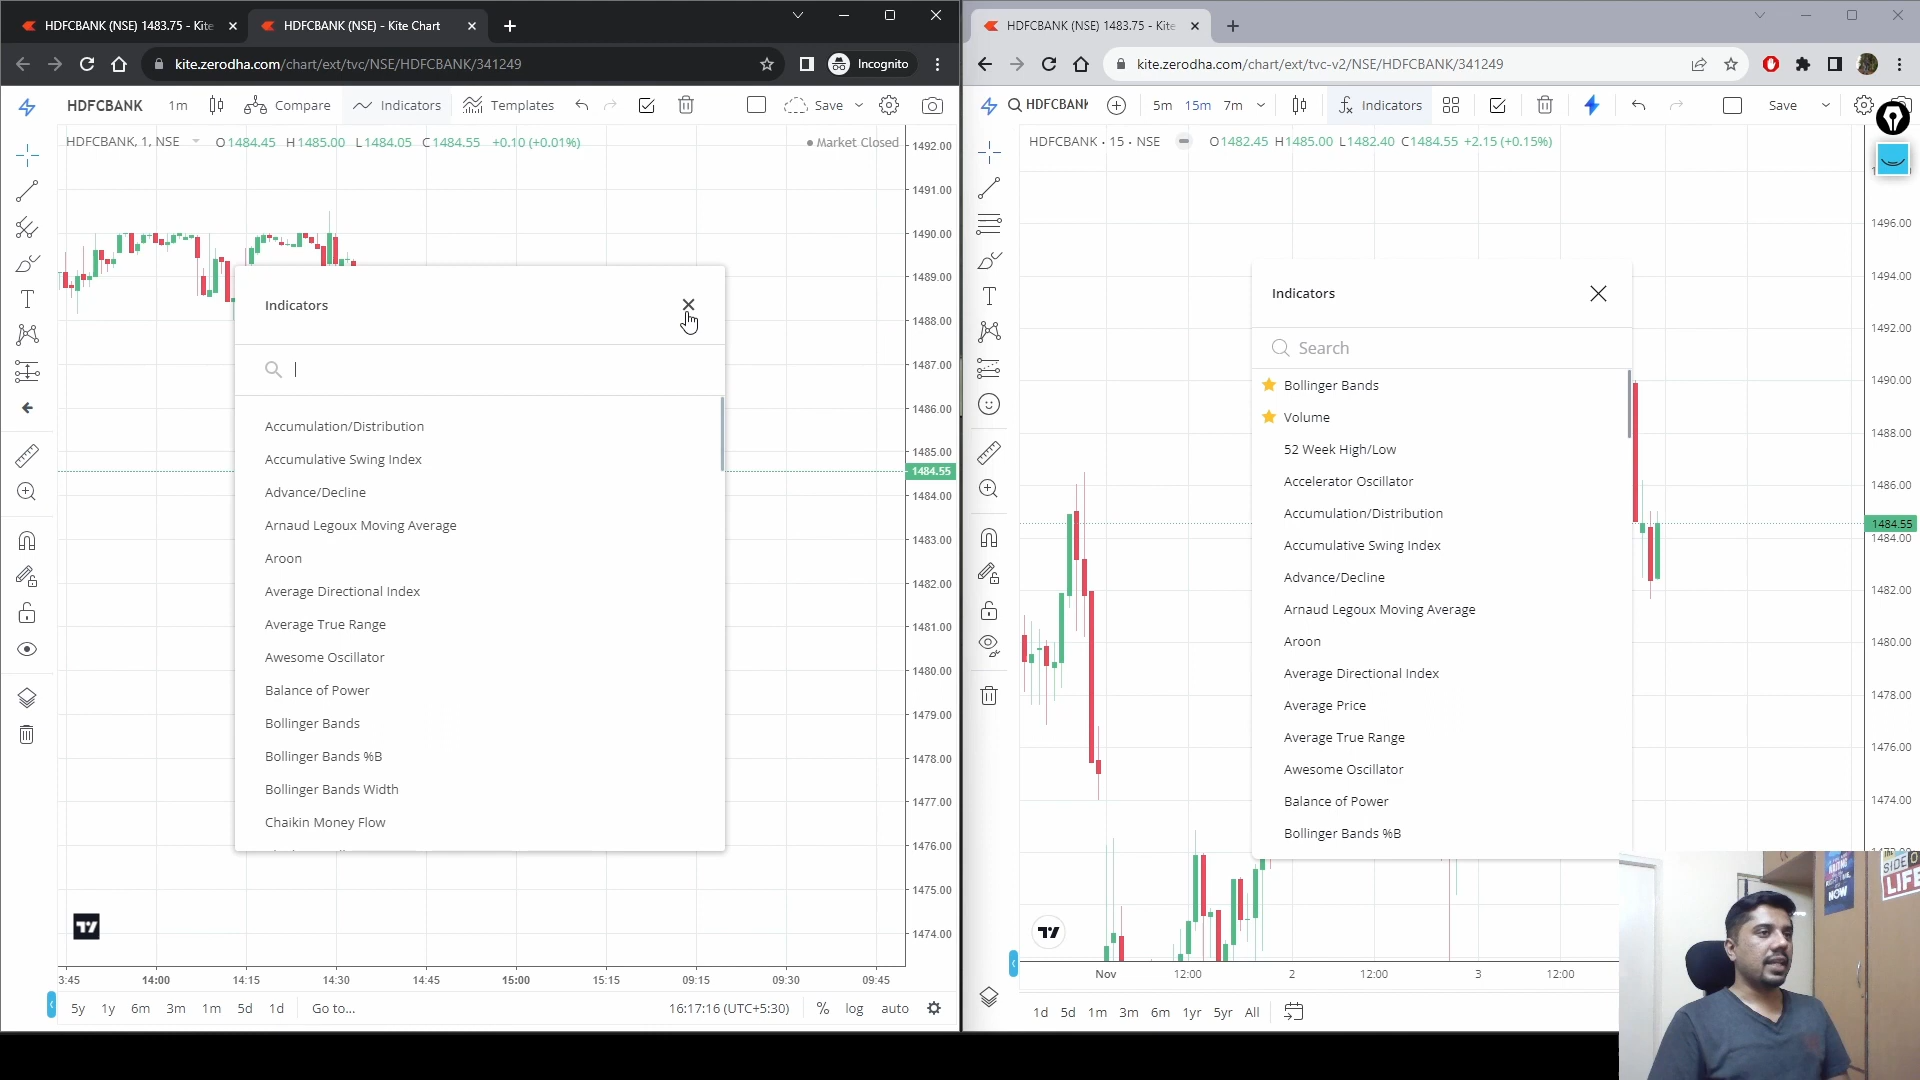 HDFCBANK (NSE) 1483.75 - Kite
HDFCBANK (NSE) - Kite Chart
kite.zerodha.com/chart/ext/tvc/NSE/HDFCBANK/341249
Incognito
HDFCBANK 1m Compare Indicators Templates Save
HDFCBANK, 1, NSE O1484.45 H1485.00 L1484.05 C1484.55 +0.10 (+0.01%)
Market Closed
Indicators
Accumulation/Distribution
Accumulative Swing Index
Advance/Decline
Arnaud Legoux Moving Average
Aroon
Average Directional Index
Average True Range
Awesome Oscillator
Balance of Power
Bollinger Bands
Bollinger Bands %B
Bollinger Bands Width
Chaikin Money Flow
1492.00
1491.00
1490.00
1489.00
1488.00
1487.00
1486.00
1485.00
1484.55
1484.00
1483.00
1482.00
1481.00
1480.00
1479.00
1478.00
1477.00
1476.00
1475.00
1474.00
3:45 14:00 14:15 14:30 14:45 15:00 15:15 09:15 09:30 09:45
5y 1y 6m 3m 1m 5d 1d Go to... 16:17:16 (UTC+5:30) % log auto
HDFCBANK (NSE) 1483.75 - Kite
kite.zerodha.com/chart/ext/tvc-v2/NSE/HDFCBANK/341249
HDFCBANK 5m 15m 7m Indicators Save
HDFCBANK · 15 · NSE O1482.45 H1485.00 L1482.40 C1484.55 +2.15 (+0.15%)
Indicators
Search
Bollinger Bands
Volume
52 Week High/Low
Accelerator Oscillator
Accumulation/Distribution
Accumulative Swing Index
Advance/Decline
Arnaud Legoux Moving Average
Aroon
Average Directional Index
Average Price
Average True Range
Awesome Oscillator
Balance of Power
Bollinger Bands %B
1496.00
1494.00
1492.00
1490.00
1488.00
1486.00
1484.55
1484.00
1482.00
1480.00
1478.00
1476.00
1474.00
Nov 12:00 2 12:00 3 12:00
1d 5d 1m 3m 6m 1yr 5yr All
SIDE O
LIFE
NOW